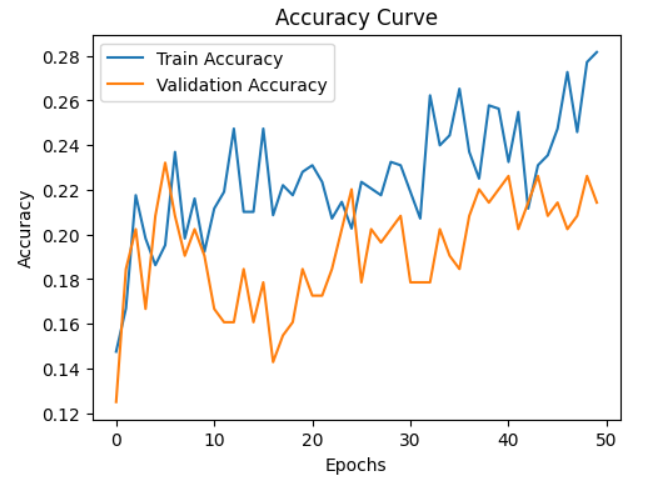 Accuracy Curve
Train Accuracy
Validation Accuracy
0.28
0.26
0.24
0.22
0.20
0.18
0.16
0.14
0.12
Accuracy
0 10 20 30 40 50
Epochs